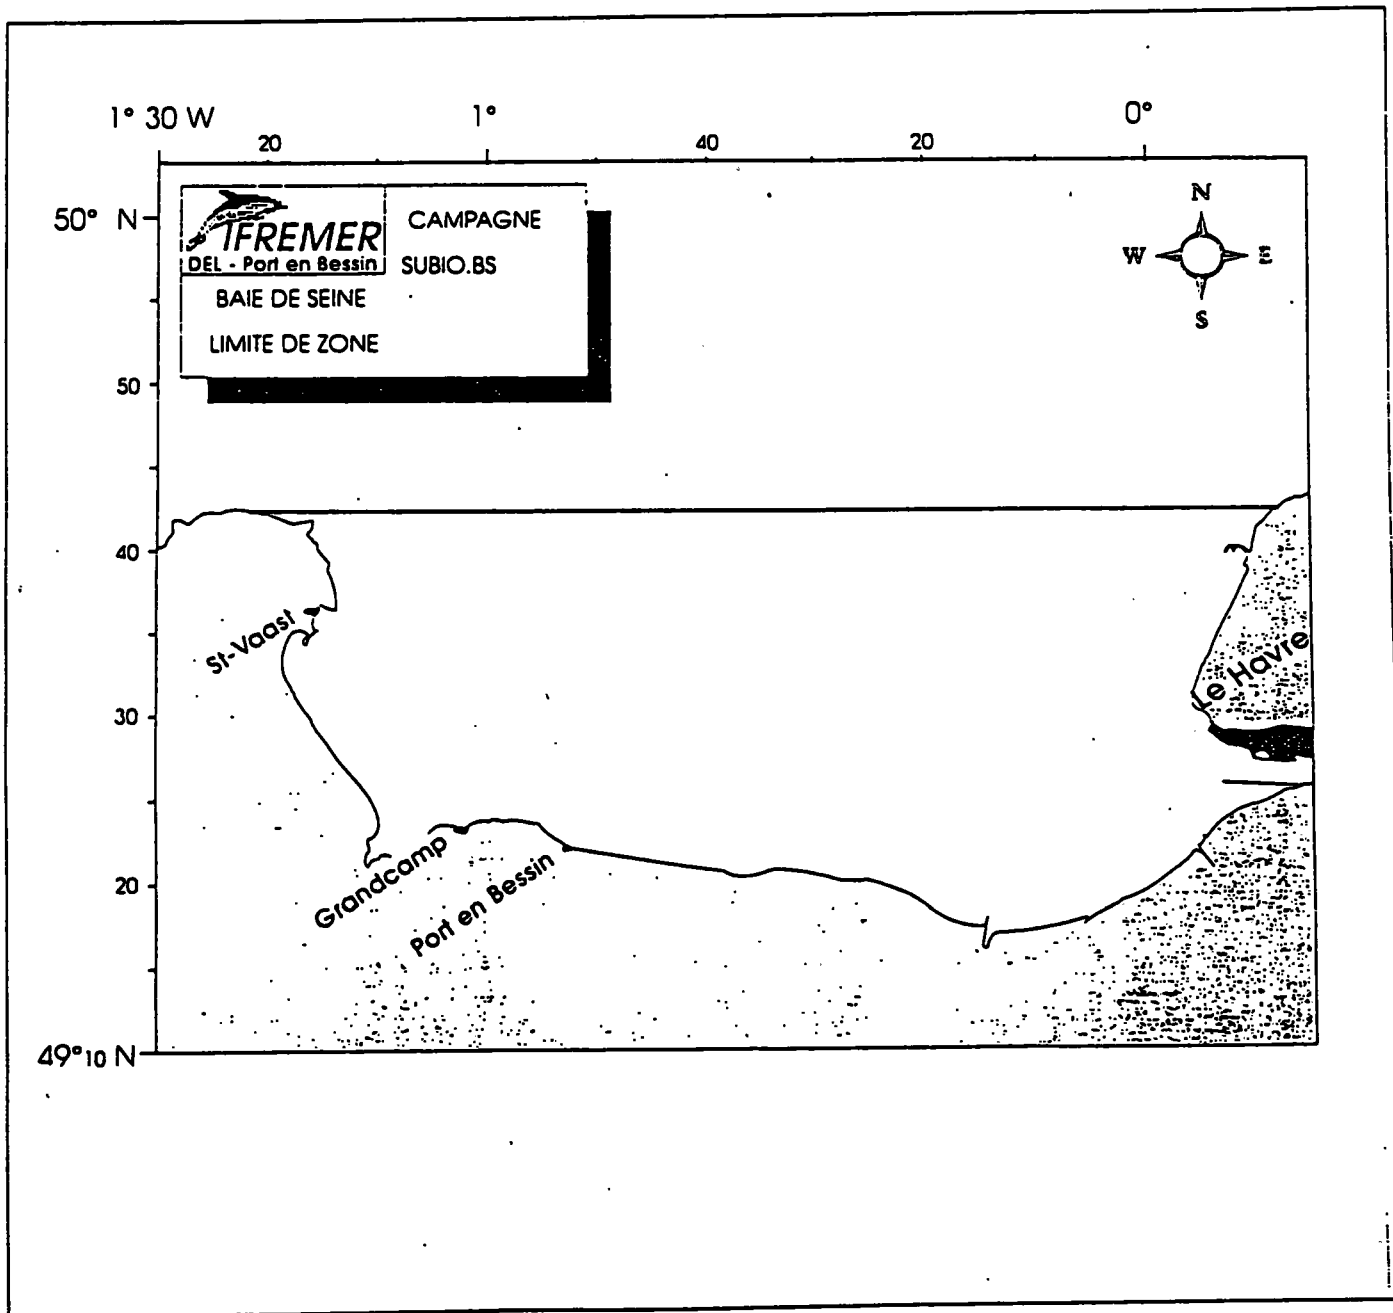 1° 30 W
1°
0°
20
40
20
50° N
IFREMER
DEL - Port en Bessin
CAMPAGNE
SUBIO.BS
BAIE DE SEINE
LIMITE DE ZONE
N
W
E
S
50
40
St-Vaast
Le Havre
30
Grandcamp
Port en Bessin
20
49°10 N